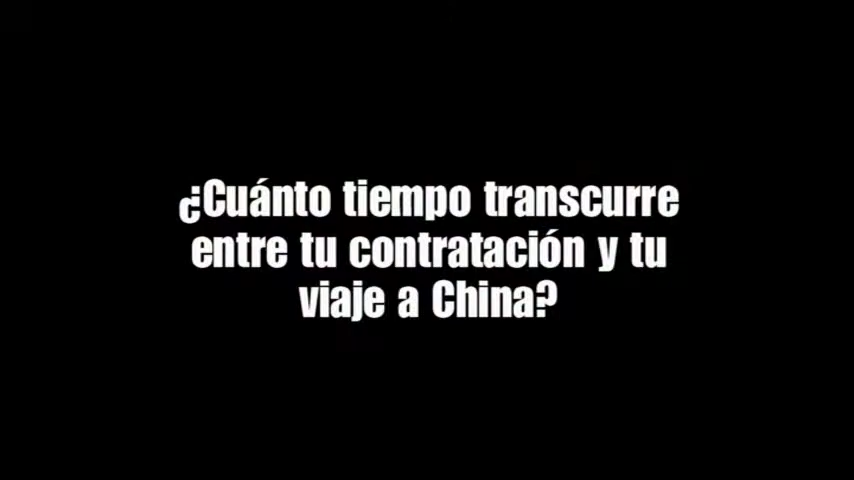 ¿Cuánto tiempo transcurre
entre tu contratación y tu
viaje a China?